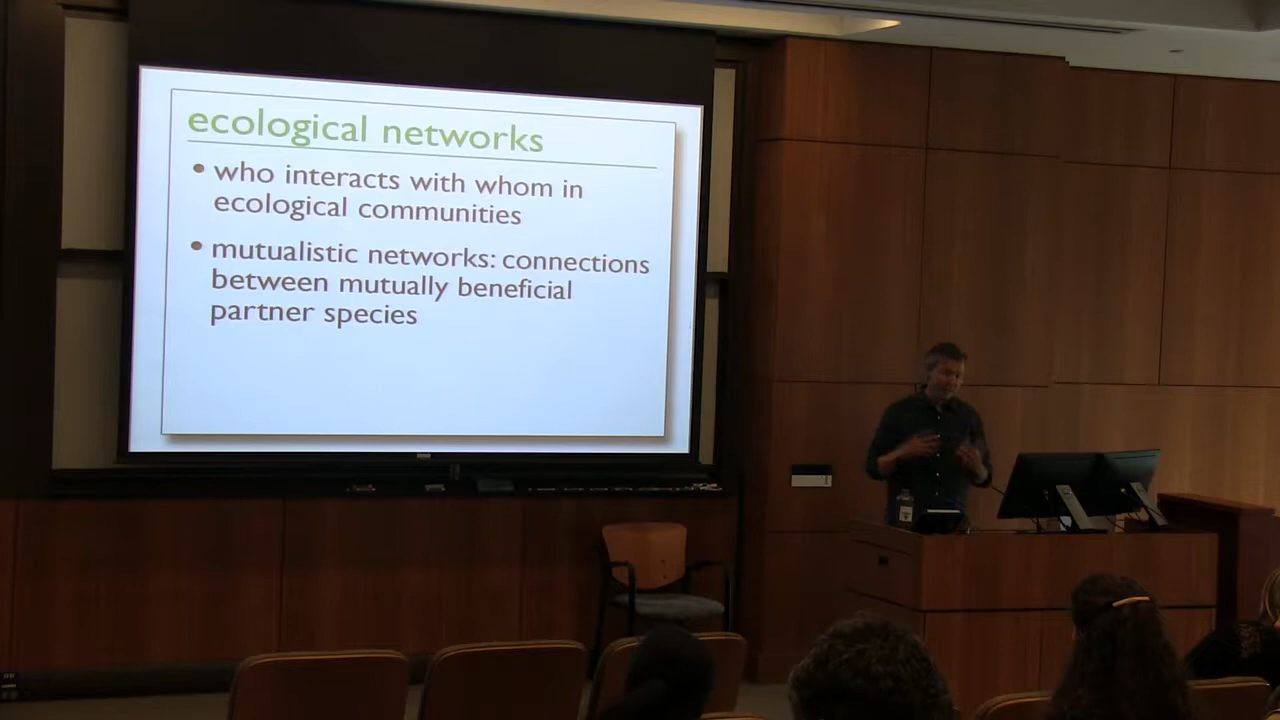 ecological networks
• who interacts with whom in
ecological communities
• mutualistic networks: connections
between mutually beneficial
partner species